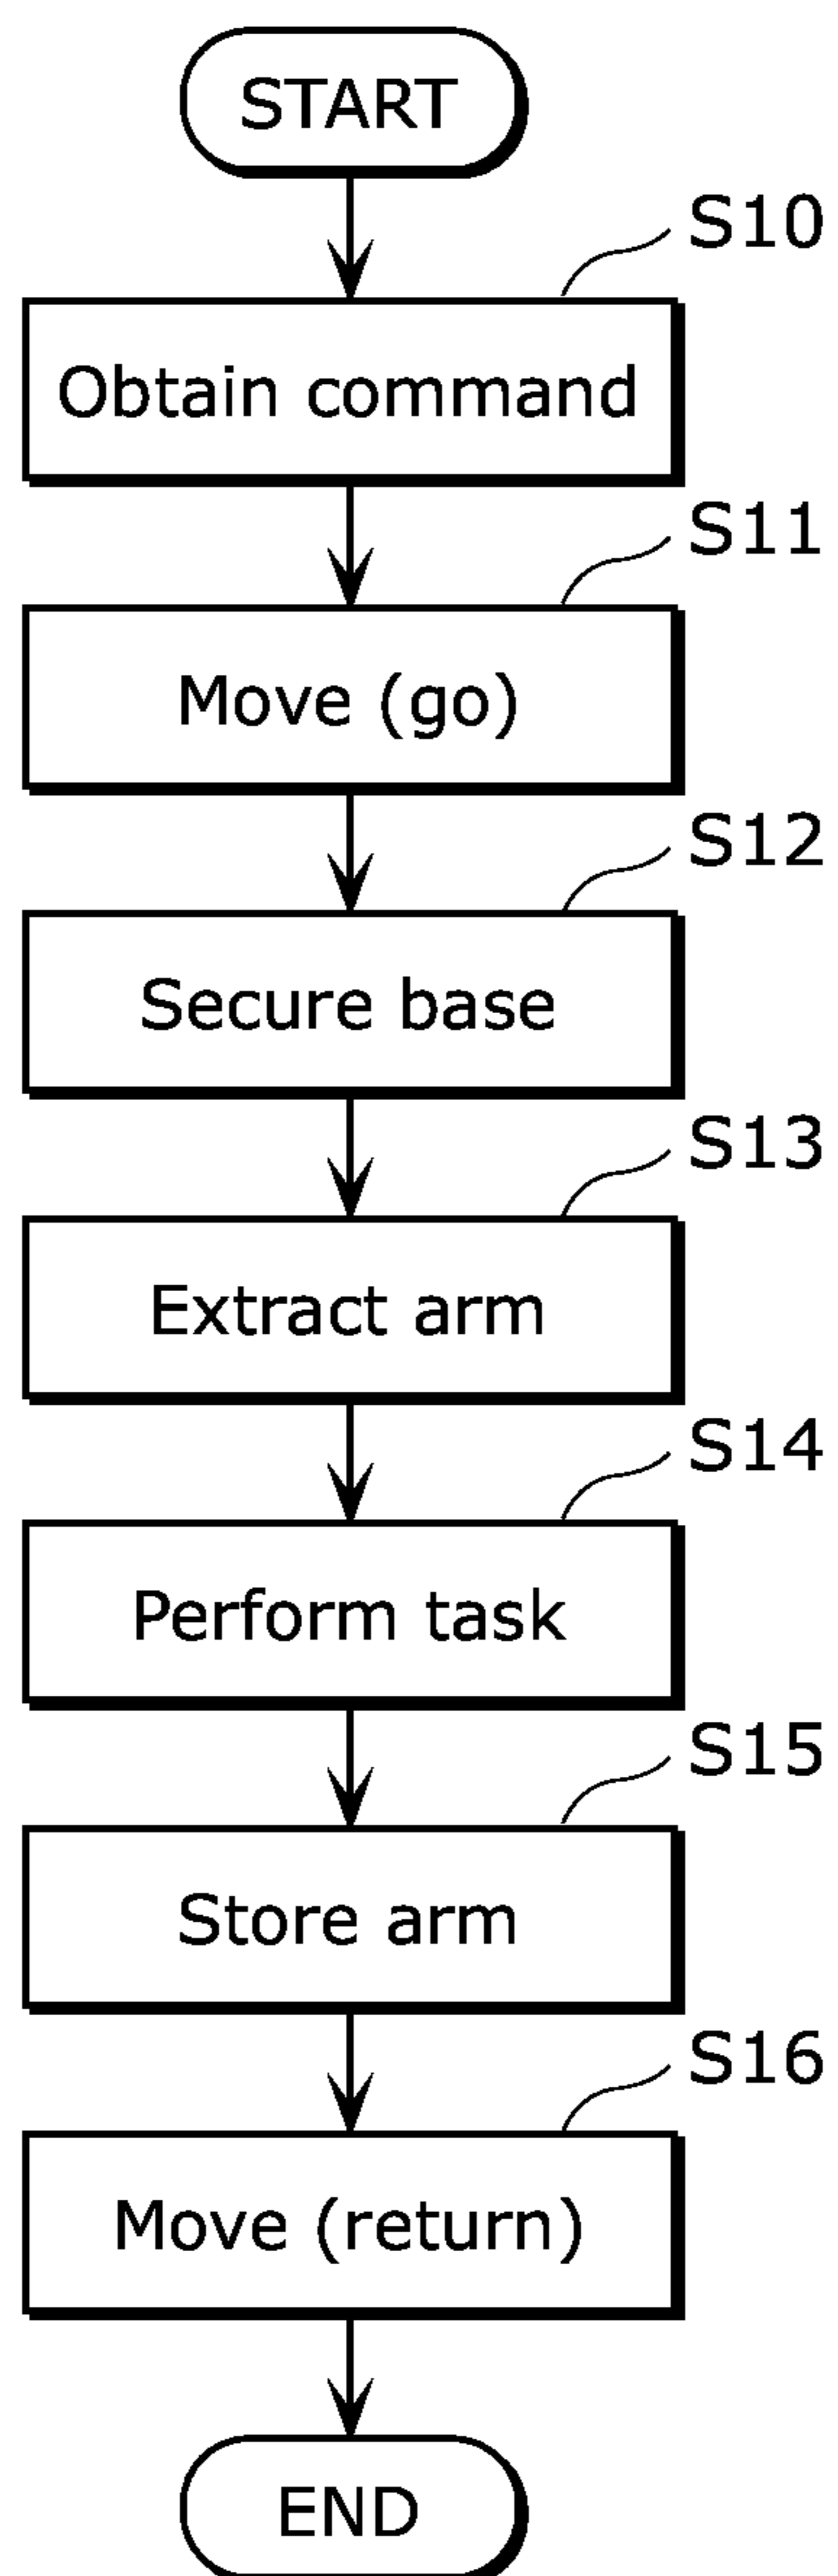 START
S10
Obtain command
S11
Move (go)
S12
Secure base
S13
Extract arm
S14
Perform task
S15
Store arm
S16
Move (return)
END